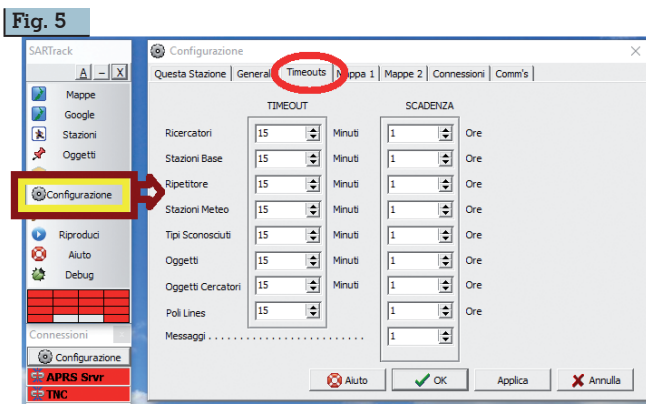 Fig. 5
SARTrack
A - X
Mappe
Google
Stazioni
Oggetti
Configurazione
Riproduci
Aiuto
Debug
Connessioni
Configurazione
APRS Srvr
TNC
Configurazione
Questa Stazione Generali Timeouts Mappa 1 Mappe 2 Connessioni Comm's
TIMEOUT SCADENZA
Ricercatori 15 Minuti 1 Ore
Stazioni Base 15 Minuti 1 Ore
Ripetitore 15 Minuti 1 Ore
Stazioni Meteo 15 Minuti 1 Ore
Tipi Sconosciuti 15 Minuti 1 Ore
Oggetti 15 Minuti 1 Ore
Oggetti Cercatori 15 Minuti 1 Ore
Poli Lines 15 1 Ore
Messaggi . . . . . . . . . . . . . . . . . . . . . . 1
Aiuto OK Applica Annulla